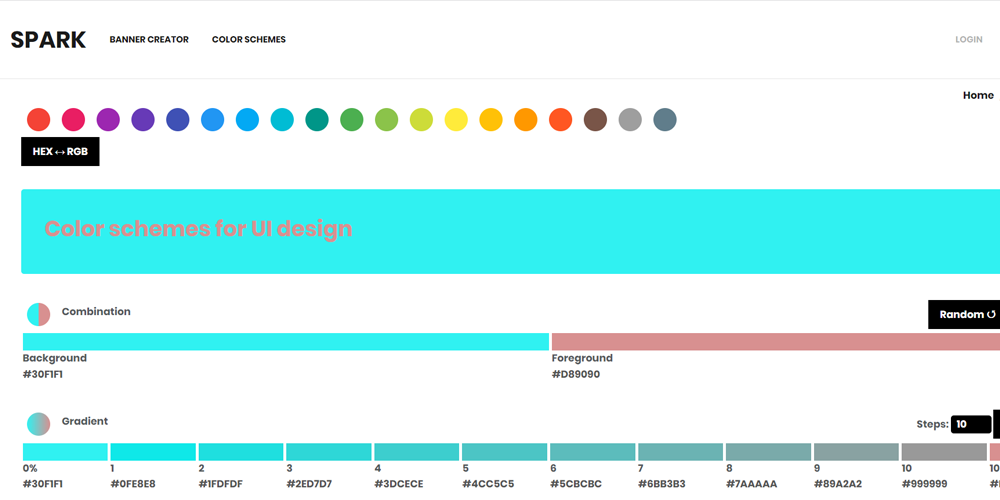 SPARK BANNER CREATOR COLOR SCHEMES LOGIN
Home
HEX ↔ RGB
Color schemes for UI design
Combination Random
Background Foreground
#30F1F1 #D89090
Gradient Steps: 10
0% 1 2 3 4 5 6 7 8 9 10 10
#30F1F1 #0FE8E8 #1FDFDF #2ED7D7 #3DCECE #4CC5C5 #5CBCBC #6BB3B3 #7AAAAA #89A2A2 #999999